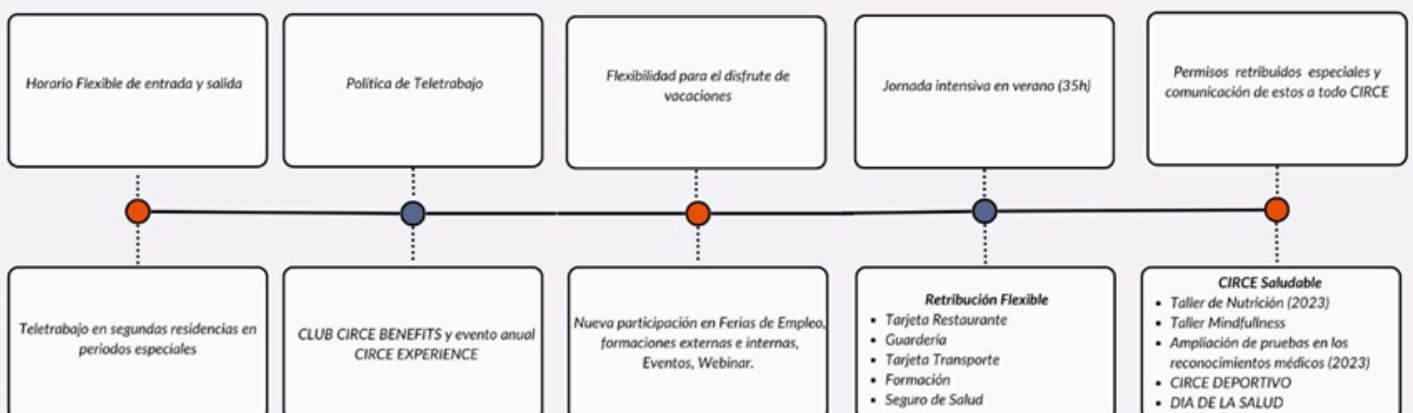 Horario Flexible de entrada y salida
Política de Teletrabajo
Flexibilidad para el disfrute de
vacaciones
Jornada intensiva en verano (35h)
Permisos retribuidos especiales y
comunicación de estos a todo CIRCE
Teletrabajo en segundas residencias en
periodos especiales
CLUB CIRCE BENEFITS y evento anual
CIRCE EXPERIENCE
Nueva participación en Ferias de Empleo,
formaciones externas e internas,
Eventos, Webinar.
Retribución Flexible
• Tarjeta Restaurante
• Guardería
• Tarjeta Transporte
• Formación
• Seguro de Salud
CIRCE Saludable
• Taller de Nutrición (2023)
• Taller Mindfullness
• Ampliación de pruebas en los
reconocimientos médicos (2023)
• CIRCE DEPORTIVO
• DIA DE LA SALUD